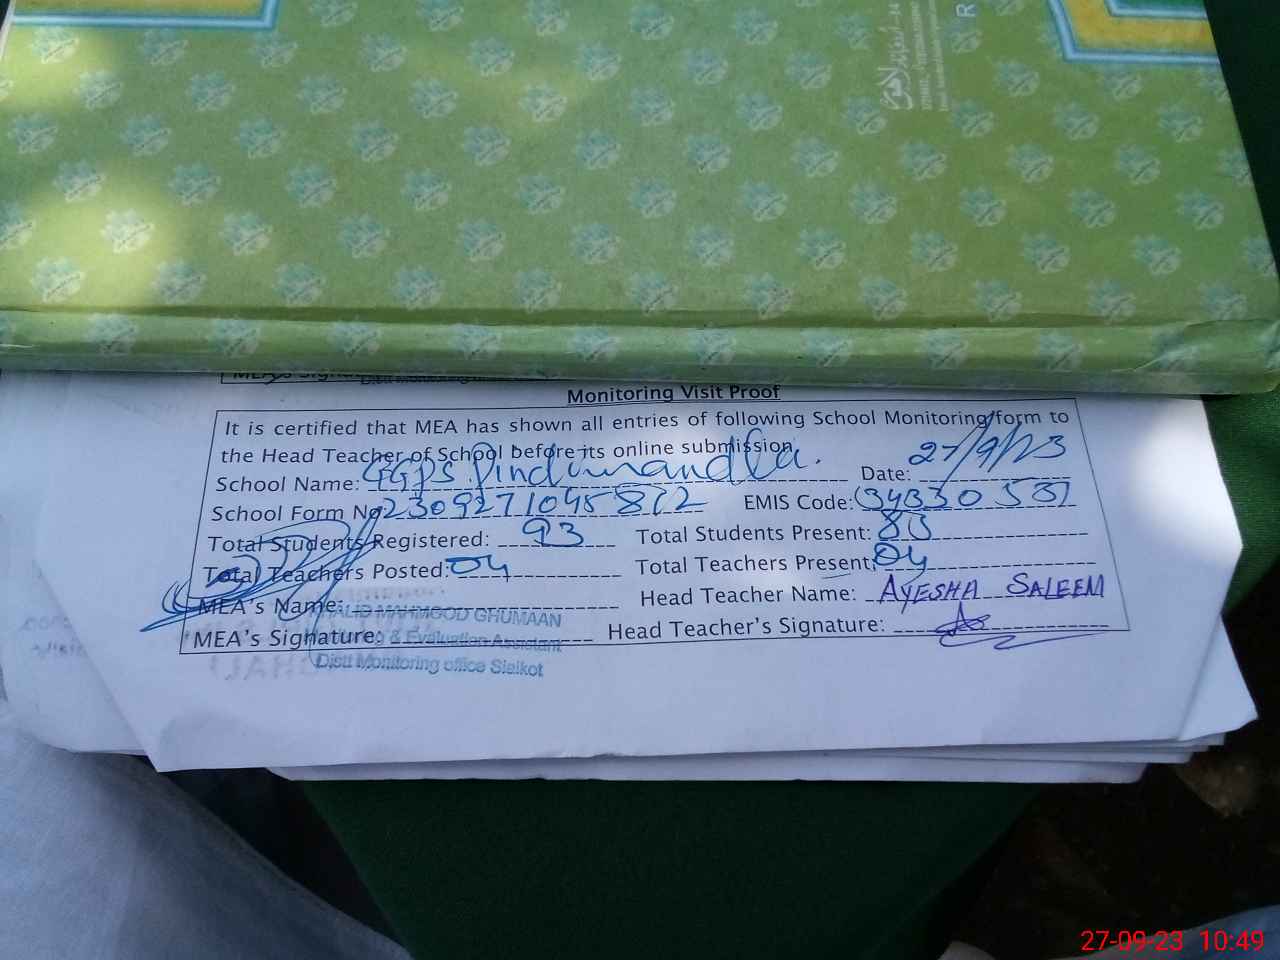 R
Monitoring Visit Proof
It is certified that MEA has shown all entries of following School Monitoring form to
the Head Teacher of School before its online submission.
School Name: GGPS Pindimandla. Date: 27/9/23
School Form No. 2309271045872 EMIS Code: (34330537
Total Students Registered: 93 Total Students Present:
Total Teachers Posted: 04 Total Teachers Present: 04
MEA's Name: Head Teacher Name: AYESHA SALEEM
KHALID MAHMOOD GHUMAAN
MEA's Signature: Head Teacher's Signature:
& Evaluation Assistant
Distt Monitoring office Sialkot
27-09-23 10:49